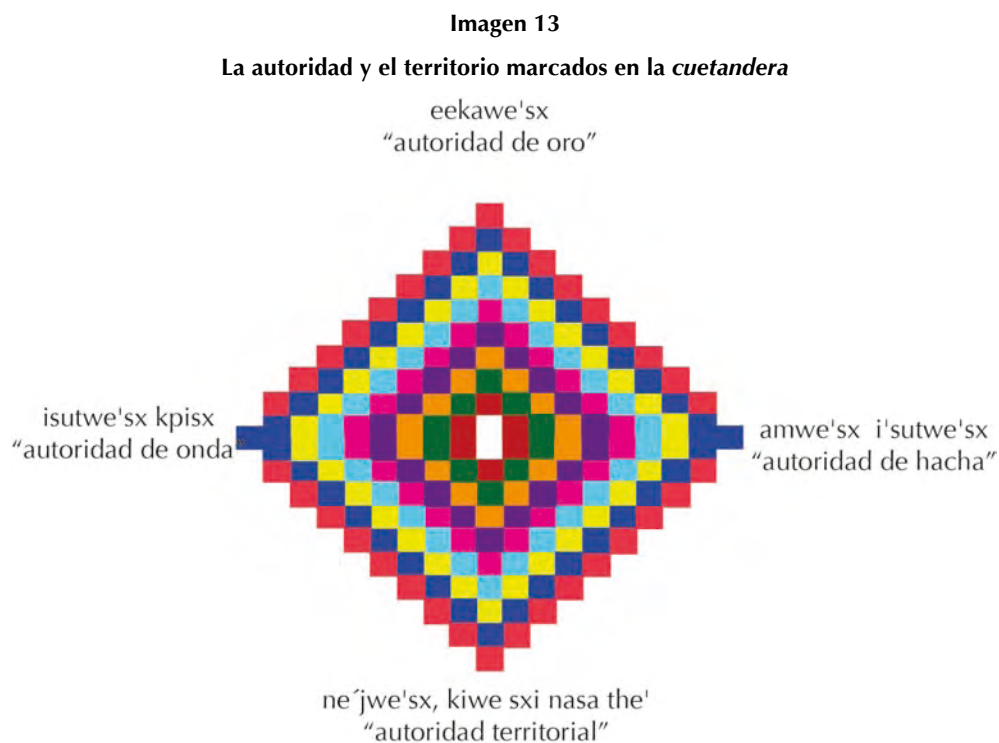 Imagen 13
La autoridad y el territorio marcados en la cuetandera
eekawe'sx
“autoridad de oro”
isutwe'sx kpisx
“autoridad de onda”
amwe'sx i'sutwe'sx
“autoridad de hacha”
ne´jwe'sx, kiwe sxi nasa the'
“autoridad territorial”